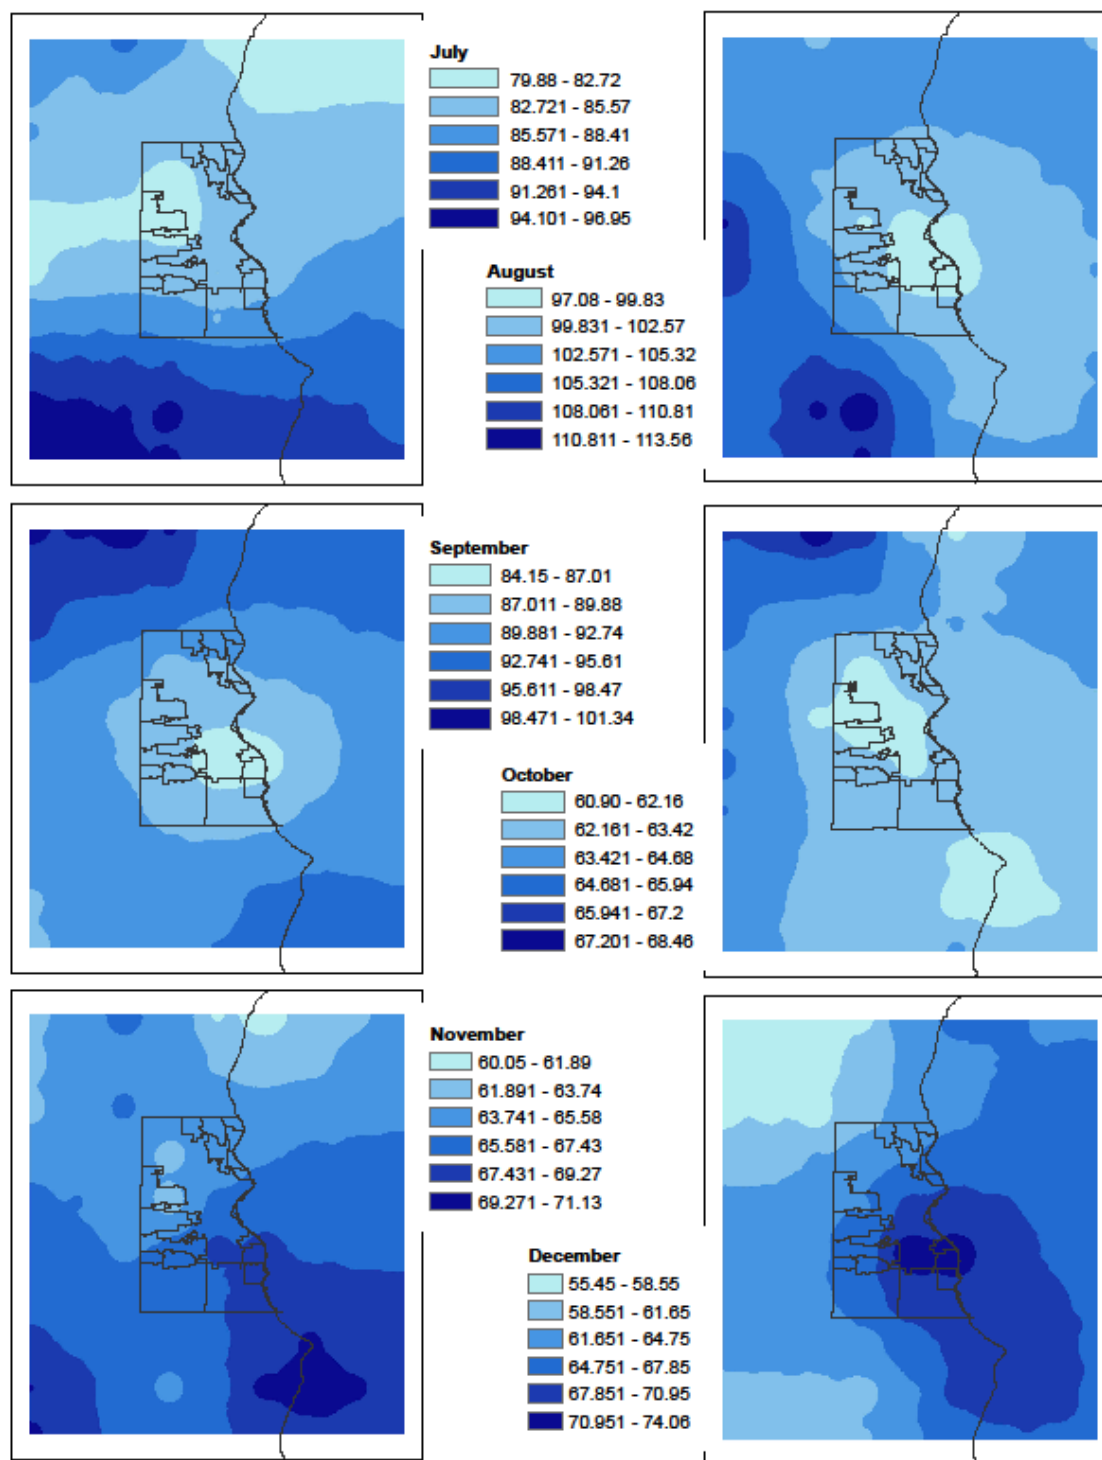 July
79.88 - 82.72
82.721 - 85.57
85.571 - 88.41
88.411 - 91.26
91.261 - 94.1
94.101 - 96.95
August
97.08 - 99.83
99.831 - 102.57
102.571 - 105.32
105.321 - 108.06
108.061 - 110.81
110.811 - 113.56
September
84.15 - 87.01
87.011 - 89.88
89.881 - 92.74
92.741 - 95.61
95.611 - 98.47
98.471 - 101.34
October
60.90 - 62.16
62.161 - 63.42
63.421 - 64.68
64.681 - 65.94
65.941 - 67.2
67.201 - 68.46
November
60.05 - 61.89
61.891 - 63.74
63.741 - 65.58
65.581 - 67.43
67.431 - 69.27
69.271 - 71.13
December
55.45 - 58.55
58.551 - 61.65
61.651 - 64.75
64.751 - 67.85
67.851 - 70.95
70.951 - 74.06